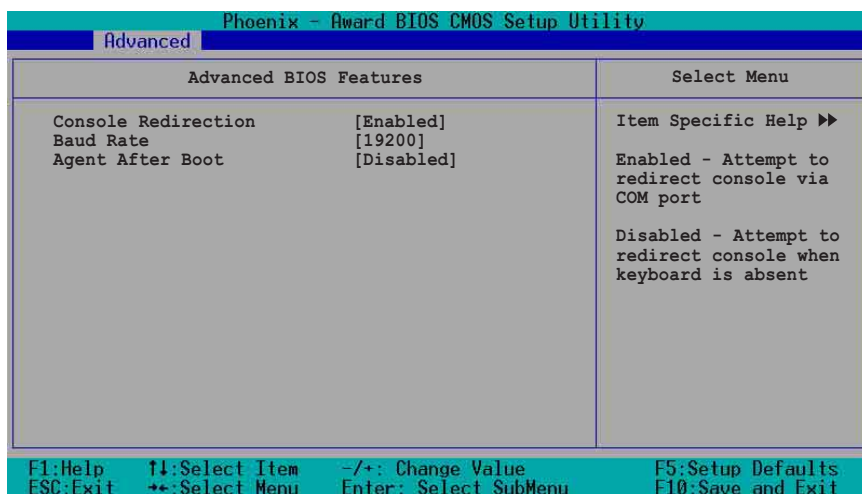 Phoenix - Award BIOS CMOS Setup Utility
Advanced
Advanced BIOS Features
Select Menu
Console Redirection [Enabled]
Baud Rate [19200]
Agent After Boot [Disabled]
Item Specific Help ▶▶
Enabled - Attempt to
redirect console via
COM port
Disabled - Attempt to
redirect console when
keyboard is absent
F1:Help ↑↓:Select Item -/+: Change Value F5:Setup Defaults
ESC:Exit →←:Select Menu Enter: Select SubMenu F10:Save and Exit